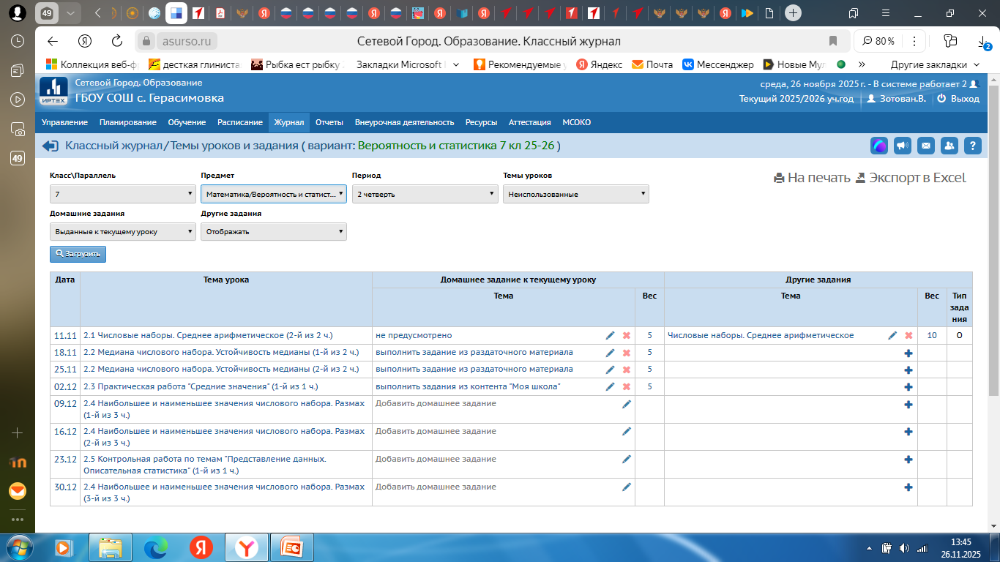 49
asurso.ru
Сетевой Город. Образование. Классный журнал
80%
2
Коллекция веб-ф
десткая глиниста
Рыбка ест рыбку 2
Закладки Microsoft
Рекомендуемые
Яндекс
Почта
Мессенджер
Новые Мул
Другие закладки
ИРТЕХ
Сетевой Город. Образование
ГБОУ СОШ с. Герасимовка
среда, 26 ноября 2025 г. - В системе работает 2
Текущий 2025/2026 уч.год
Зотован.В.
Выход
Управление Планирование Обучение Расписание Журнал Отчеты Внеурочная деятельность Ресурсы Аттестация МСОКО
49
Классный журнал/Темы уроков и задания ( вариант: Вероятность и статистика 7 кл 25-26 )
?
Класс\Параллель Предмет Период Темы уроков
На печать Экспорт в Excel
7 Математика/Вероятность и статист... 2 четверть Неиспользованные
Домашние задания Другие задания
Выданные к текущему уроку Отображать
Загрузить
Дата Тема урока Домашнее задание к текущему уроку Другие задания
Тема Вес Тема Вес Тип зада ния
11.11 2.1 Числовые наборы. Среднее арифметическое (2-й из 2 ч.) не предусмотрено 5 Числовые наборы. Среднее арифметическое 10 О
18.11 2.2 Медиана числового набора. Устойчивость медианы (1-й из 2 ч.) выполнить задание из раздаточного материала 5
25.11 2.2 Медиана числового набора. Устойчивость медианы (2-й из 2 ч.) выполнить задание из раздаточного материала 5
02.12 2.3 Практическая работа "Средние значения" (1-й из 1 ч.) выполнить задания из контента "Моя школа" 5
09.12 2.4 Наибольшее и наименьшее значения числового набора. Размах Добавить домашнее задание
(1-й из 3 ч.)
16.12 2.4 Наибольшее и наименьшее значения числового набора. Размах Добавить домашнее задание
(2-й из 3 ч.)
23.12 2.5 Контрольная работа по темам "Представление данных. Добавить домашнее задание
Описательная статистика" (1-й из 1 ч.)
30.12 2.4 Наибольшее и наименьшее значения числового набора. Размах Добавить домашнее задание
(3-й из 3 ч.)
13:45
26.11.2025